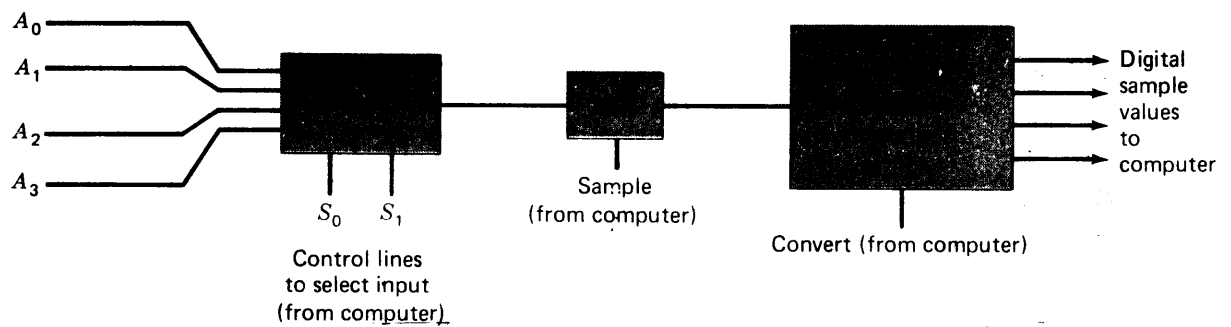 A₀
A₁
A₂
A₃
S₀ S₁
Control lines
to select input
(from computer)
Sample
(from computer)
Convert (from computer)
Digital
sample
values
to
computer